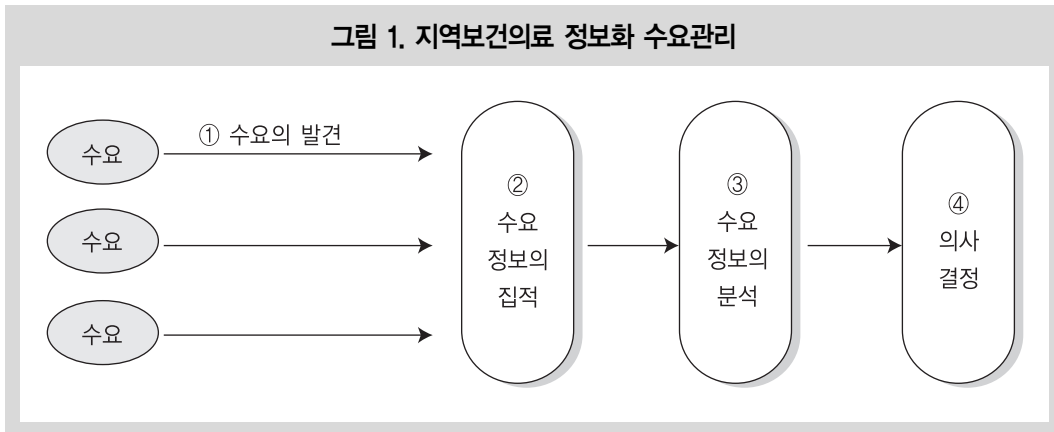 그림 1. 지역보건의료 정보화 수요관리
수요
① 수요의 발견
수요
수요
②
수요
정보의
집적
③
수요
정보의
분석
④
의사
결정